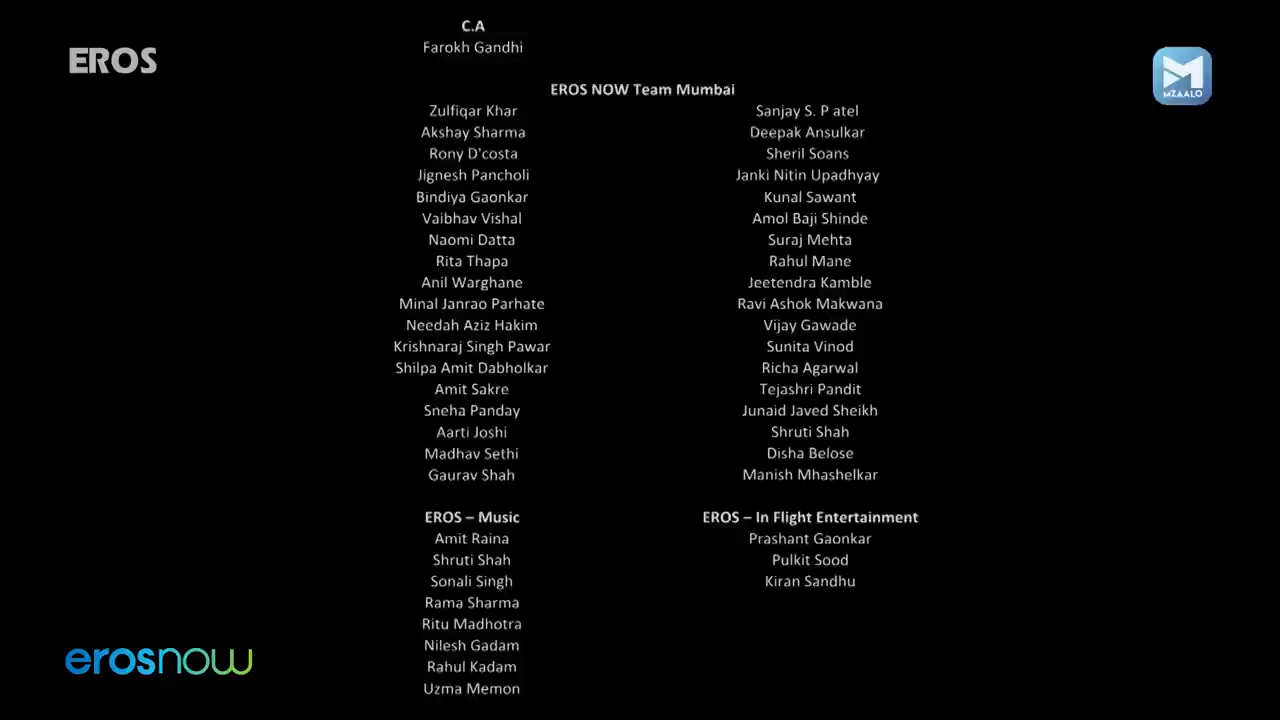 C.A
Farokh Gandhi
EROS
MZAALO
EROS NOW Team Mumbai
Zulfiqar Khar Sanjay S. P atel
Akshay Sharma Deepak Ansulkar
Rony D'costa Sheril Soans
Jignesh Pancholi Janki Nitin Upadhyay
Bindiya Gaonkar Kunal Sawant
Vaibhav Vishal Amol Baji Shinde
Naomi Datta Suraj Mehta
Rita Thapa Rahul Mane
Anil Warghane Jeetendra Kamble
Minal Janrao Parhate Ravi Ashok Makwana
Needah Aziz Hakim Vijay Gawade
Krishnaraj Singh Pawar Sunita Vinod
Shilpa Amit Dabholkar Richa Agarwal
Amit Sakre Tejashri Pandit
Sneha Panday Junaid Javed Sheikh
Aarti Joshi Shruti Shah
Madhav Sethi Disha Belose
Gaurav Shah Manish Mhashelkar
EROS – Music EROS – In Flight Entertainment
Amit Raina Prashant Gaonkar
Shruti Shah Pulkit Sood
Sonali Singh Kiran Sandhu
Rama Sharma
Ritu Madhotra
Nilesh Gadam
Rahul Kadam
Uzma Memon
erosnow